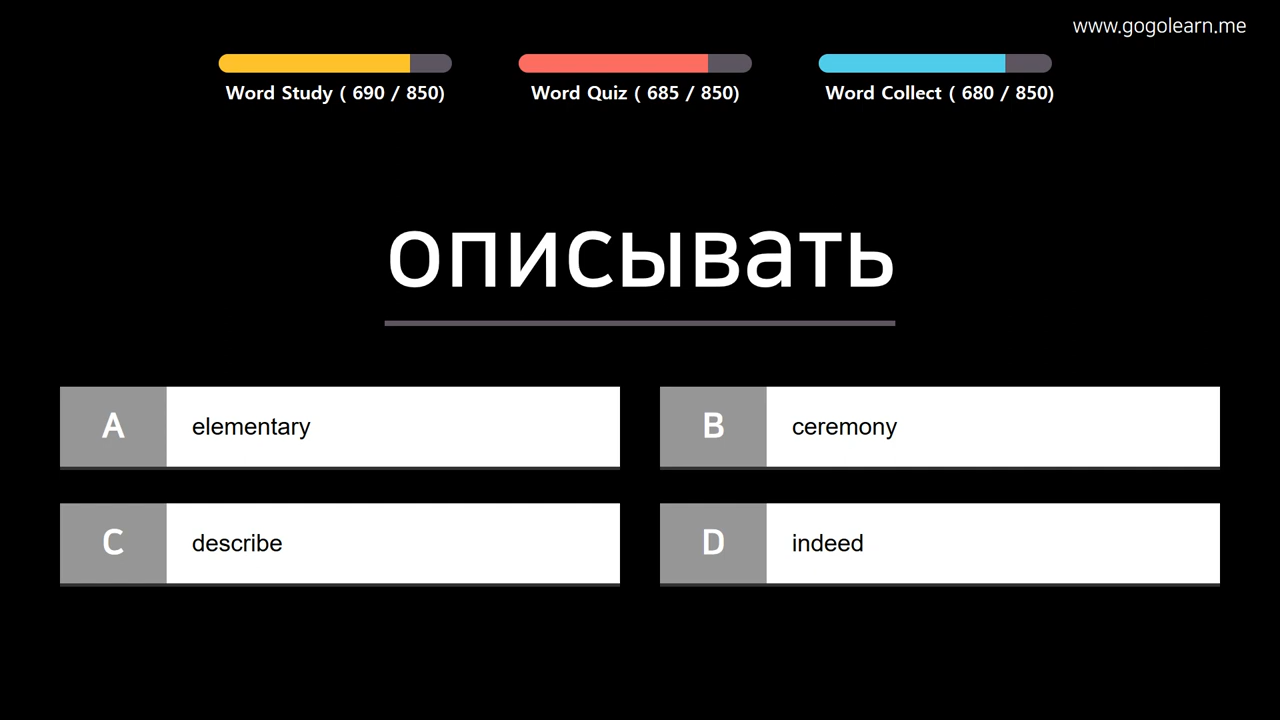 www.gogolearn.me
Word Study ( 690 / 850)
Word Quiz ( 685 / 850)
Word Collect ( 680 / 850)
описывать
A elementary
B ceremony
C describe
D indeed